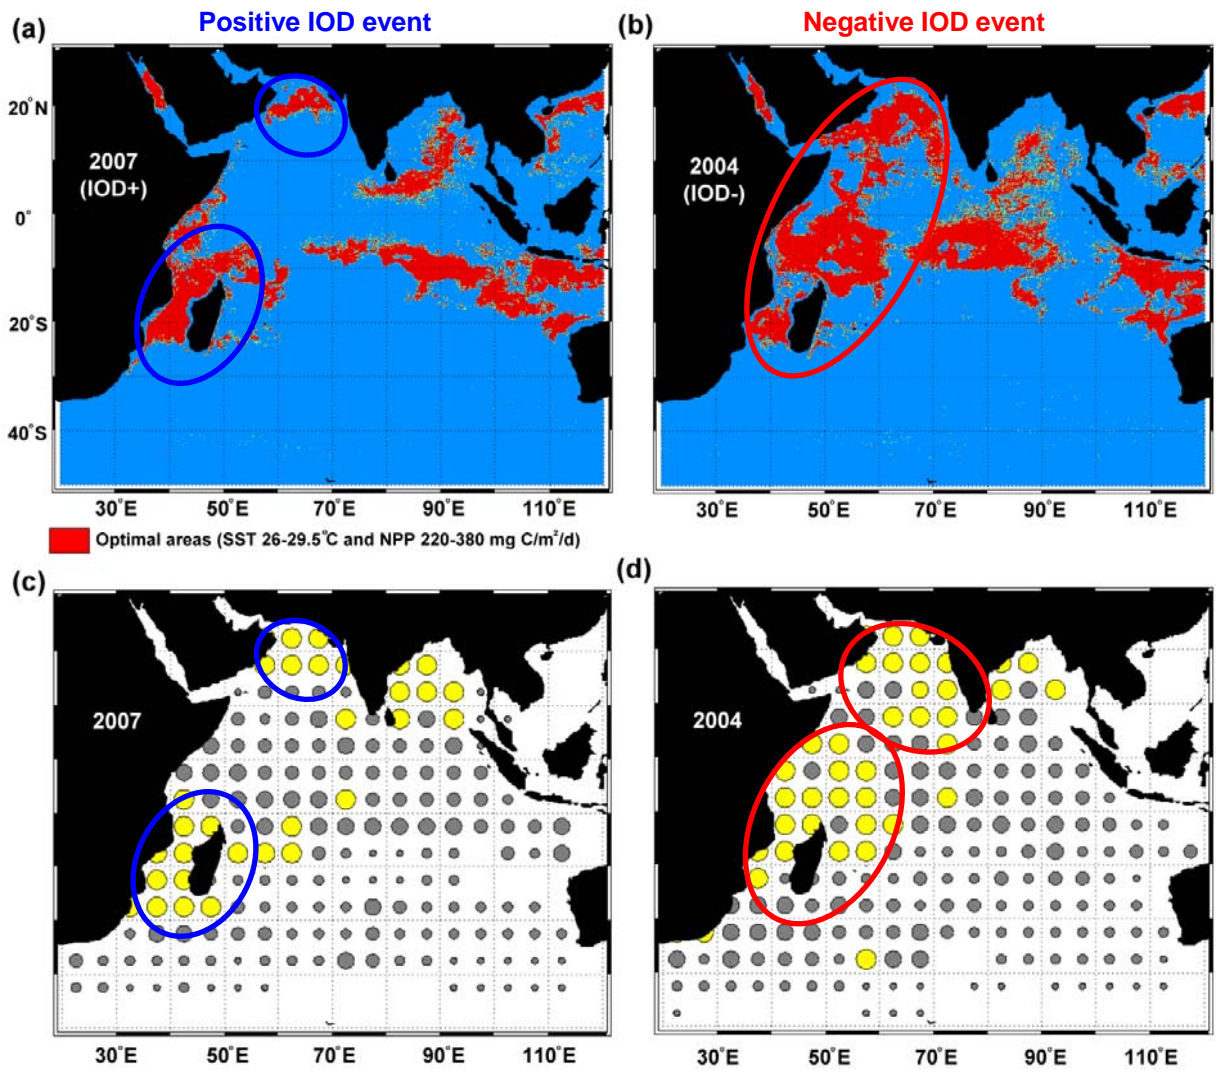 Positive IOD event
Negative IOD event
(a)
(b)
20°N
0°
20°S
40°S
2007
(IOD+)
2004
(IOD-)
30°E 50°E 70°E 90°E 110°E
30°E 50°E 70°E 90°E 110°E
Optimal areas (SST 26-29.5°C and NPP 220-380 mg C/m²/d)
(c)
(d)
2007
2004
30°E 50°E 70°E 90°E 110°E
30°E 50°E 70°E 90°E 110°E